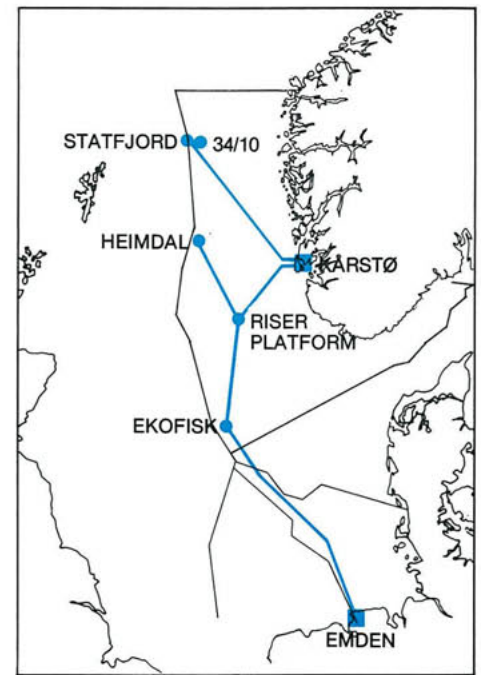 STATFJORD
34/10
HEIMDAL
KÅRSTØ
RISER
PLATFORM
EKOFISK
EMDEN